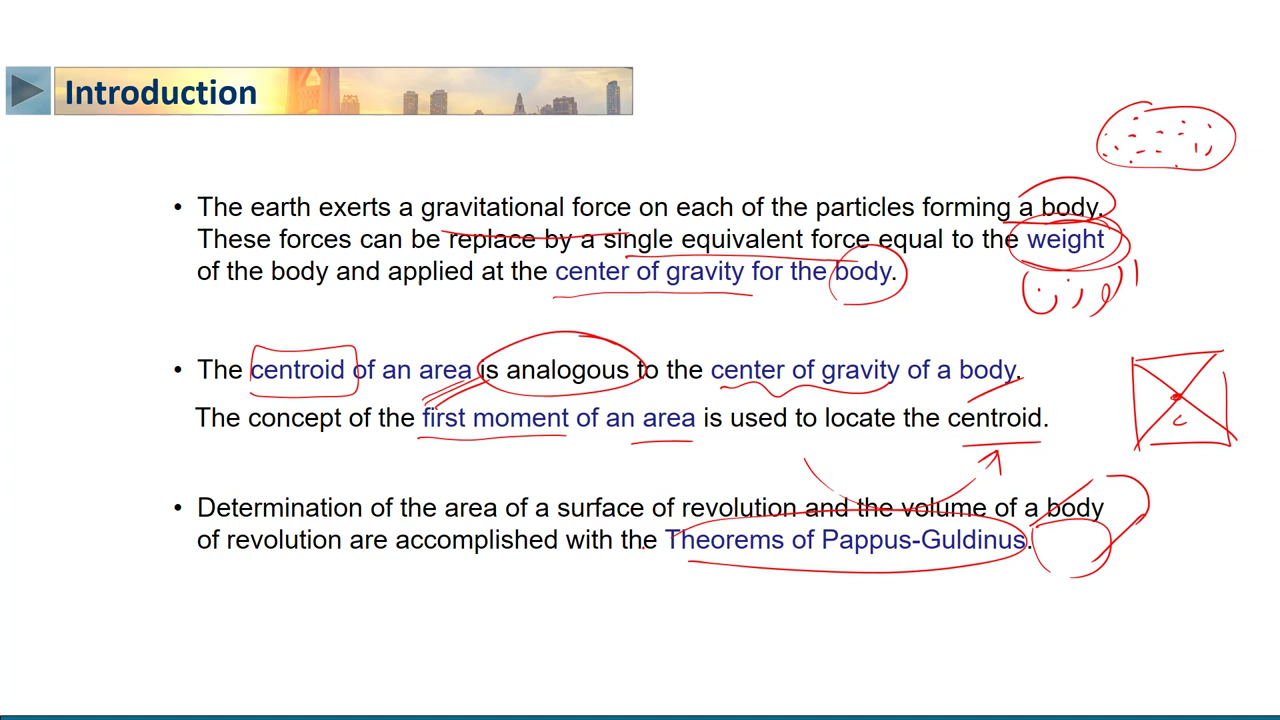 Introduction
• The earth exerts a gravitational force on each of the particles forming a body.
These forces can be replace by a single equivalent force equal to the weight
of the body and applied at the center of gravity for the body.
الوزن
• The centroid of an area is analogous to the center of gravity of a body.
The concept of the first moment of an area is used to locate the centroid.
c
• Determination of the area of a surface of revolution and the volume of a body
of revolution are accomplished with the Theorems of Pappus-Guldinus.